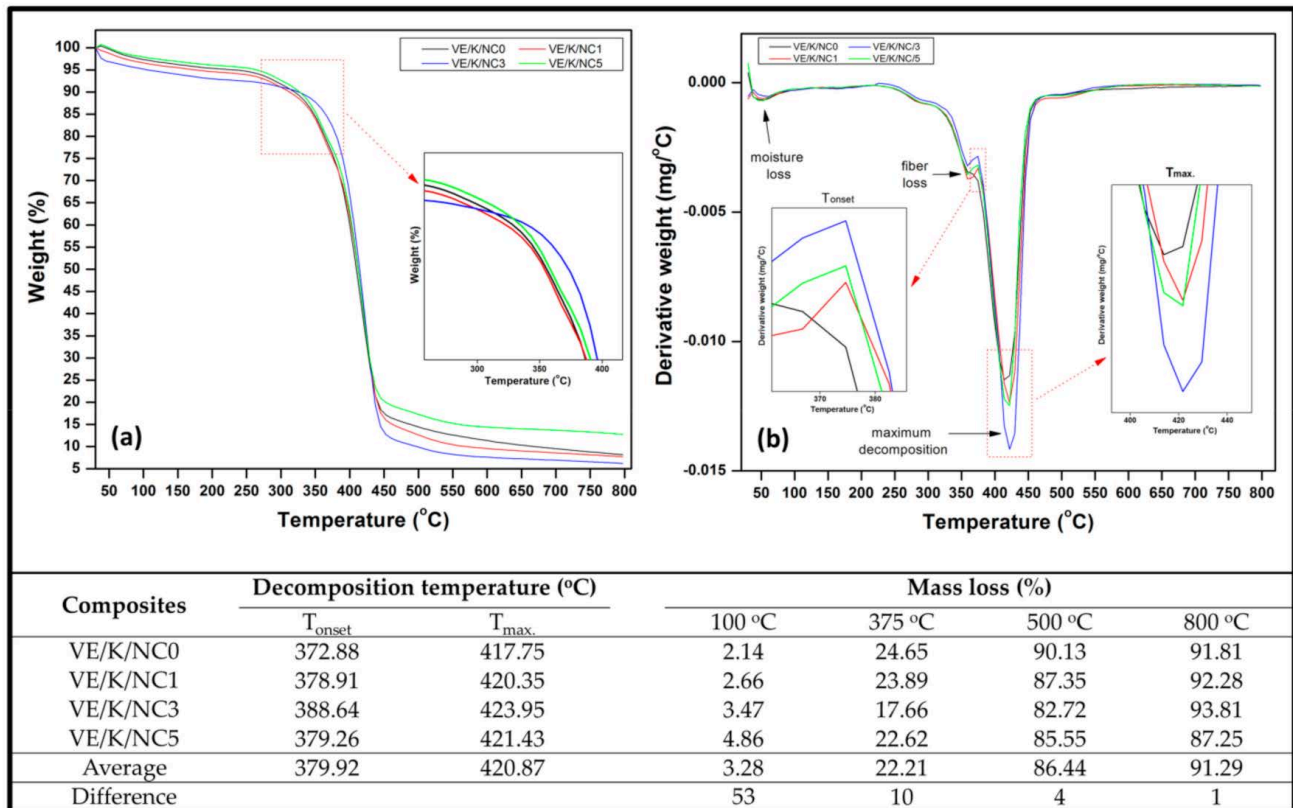 VE/K/NC0 VE/K/NC1
VE/K/NC3 VE/K/NC5
100
95
90
85
80
75
70
65
60
55
50
45
40
35
30
25
20
15
10
5
Weight (%)
Weight (%)
300 350 400
Temperature (°C)
(a)
50 100 150 200 250 300 350 400 450 500 550 600 650 700 750 800
Temperature (°C)
VE/K/NC0 VE/K/NC/3
VE/K/NC1 VE/K/NC/5
0.000
-0.005
-0.010
-0.015
Derivative weight (mg/°C)
moisture
loss
fiber
loss
Tonset
Derivative weight (mg/°C)
370 380
Temperature (°C)
Tmax.
Derivative weight (mg/°C)
400 420 440
Temperature (°C)
(b)
maximum
decomposition
50 100 150 200 250 300 350 400 450 500 550 600 650 700 750 800
Temperature (°C)
Composites Decomposition temperature (°C) Mass loss (%)
Tonset Tmax. 100 °C 375 °C 500 °C 800 °C
VE/K/NC0 372.88 417.75 2.14 24.65 90.13 91.81
VE/K/NC1 378.91 420.35 2.66 23.89 87.35 92.28
VE/K/NC3 388.64 423.95 3.47 17.66 82.72 93.81
VE/K/NC5 379.26 421.43 4.86 22.62 85.55 87.25
Average 379.92 420.87 3.28 22.21 86.44 91.29
Difference 53 10 4 1